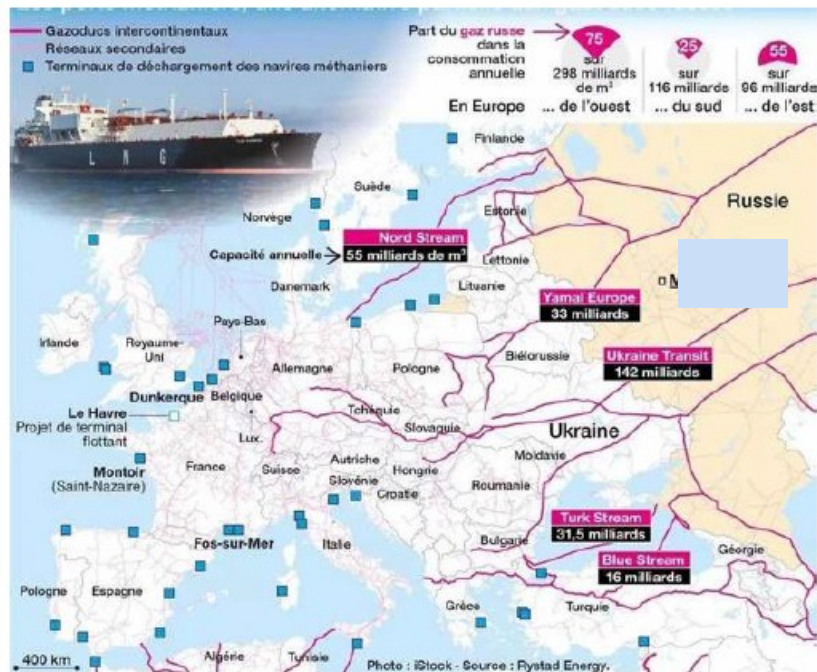 Gazoducs intercontinentaux
Réseaux secondaires
Terminaux de déchargement des navires méthaniers
Part du gaz russe
dans la
consommation
annuelle
En Europe
75
sur
298 milliards
de m³
... de l'ouest
25
sur
116 milliards
... du sud
55
sur
96 milliards
... de l'est
LNG
Finlande
Suède
Norvège
Estonie
Russie
Nord Stream
Capacité annuelle
55 milliards de m³
Lettonie
Danemark
Lituanie
M
Yamal Europe
33 milliards
Pays-Bas
Irlande
Royaume-
Uni
Allemagne
Pologne
Biélorussie
Ukraine Transit
142 milliards
Dunkerque
Belgique
Le Havre
Projet de terminal
flottant
Tchéquie
Slovaquie
Lux.
Ukraine
Montoir
(Saint-Nazaire)
France
Suisse
Autriche
Hongrie
Moldavie
Slovénie
Croatie
Roumanie
Turk Stream
31,5 milliards
Fos-sur-Mer
Italie
Bulgarie
Géorgie
Blue Stream
16 milliards
Pologne
Espagne
Grèce
Turquie
400 km
Algérie
Tunisie
Photo : iStock - Source : Rystad Energy.